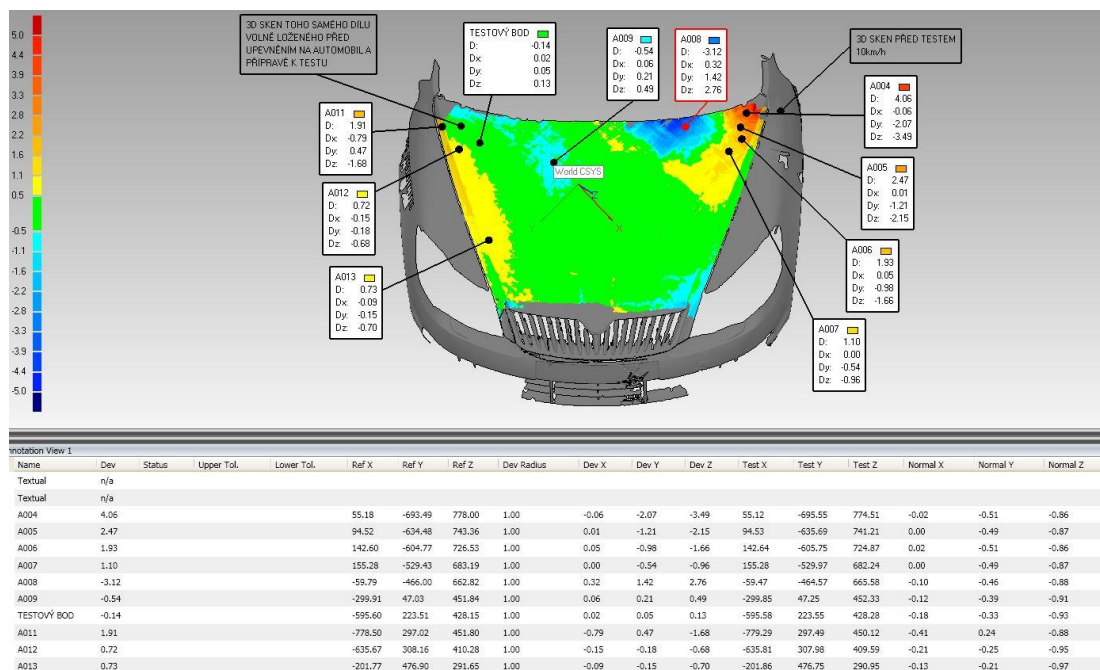 3D SKEN TOHO SAMÉHO DÍLU
VOLNĚ LOŽENÉHO PŘED
UPEVNĚNIM NA AUTOMOBIL A
PŘÍPRAVĚ K TESTU
TESTOVÝ BOD
D: -0.14
Dx: 0.02
Dy: 0.05
Dz: 0.13
A009
D: -0.54
Dx: 0.06
Dy: 0.21
Dz: 0.49
A008
D: -3.12
Dx: 0.32
Dy: 1.42
Dz: 2.76
3D SKEN PŘED TESTEM
10km/h
A004
D: 4.06
Dx: -0.06
Dy: -2.07
Dz: -3.49
A011
D: 1.91
Dx: -0.79
Dy: 0.47
Dz: -1.68
A005
D: 2.47
Dx: 0.01
Dy: -1.21
Dz: -2.15
A012
D: 0.72
Dx: -0.15
Dy: -0.18
Dz: -0.68
A006
D: 1.93
Dx: 0.05
Dy: -0.98
Dz: -1.66
A013
D: 0.73
Dx: -0.09
Dy: -0.15
Dz: -0.70
A007
D: 1.10
Dx: 0.00
Dy: -0.54
Dz: -0.96
World CSYS
Z
Y
X
5.0
4.4
3.9
3.3
2.8
2.2
1.6
1.1
0.5
-0.5
-1.1
-1.6
-2.2
-2.8
-3.3
-3.9
-4.4
-5.0
nnotation View 1
Name Dev Status Upper Tol. Lower Tol. Ref X Ref Y Ref Z Dev Radius Dev X Dev Y Dev Z Test X Test Y Test Z Normal X Normal Y Normal Z
Textual n/a
Textual n/a
A004 4.06 55.18 -693.49 778.00 1.00 -0.06 -2.07 -3.49 55.12 -695.55 774.51 -0.02 -0.51 -0.86
A005 2.47 94.52 -634.48 743.36 1.00 0.01 -1.21 -2.15 94.53 -635.69 741.21 0.00 -0.49 -0.87
A006 1.93 142.60 -604.77 726.53 1.00 0.05 -0.98 -1.66 142.64 -605.75 724.87 0.02 -0.51 -0.86
A007 1.10 155.28 -529.43 683.19 1.00 0.00 -0.54 -0.96 155.28 -529.97 682.24 0.00 -0.49 -0.87
A008 -3.12 -59.79 -466.00 662.82 1.00 0.32 1.42 2.76 -59.47 -464.57 665.58 -0.10 -0.46 -0.88
A009 -0.54 -299.91 47.03 451.84 1.00 0.06 0.21 0.49 -299.85 47.25 452.33 -0.12 -0.39 -0.91
TESTOVÝ BOD -0.14 -595.60 223.51 428.15 1.00 0.02 0.05 0.13 -595.58 223.55 428.28 -0.18 -0.33 -0.93
A011 1.91 -778.50 297.02 451.80 1.00 -0.79 0.47 -1.68 -779.29 297.49 450.12 -0.41 0.24 -0.88
A012 0.72 -635.67 308.16 410.28 1.00 -0.15 -0.18 -0.68 -635.81 307.98 409.59 -0.21 -0.25 -0.95
A013 0.73 -201.77 476.90 291.65 1.00 -0.09 -0.15 -0.70 -201.86 476.75 290.95 -0.13 -0.21 -0.97